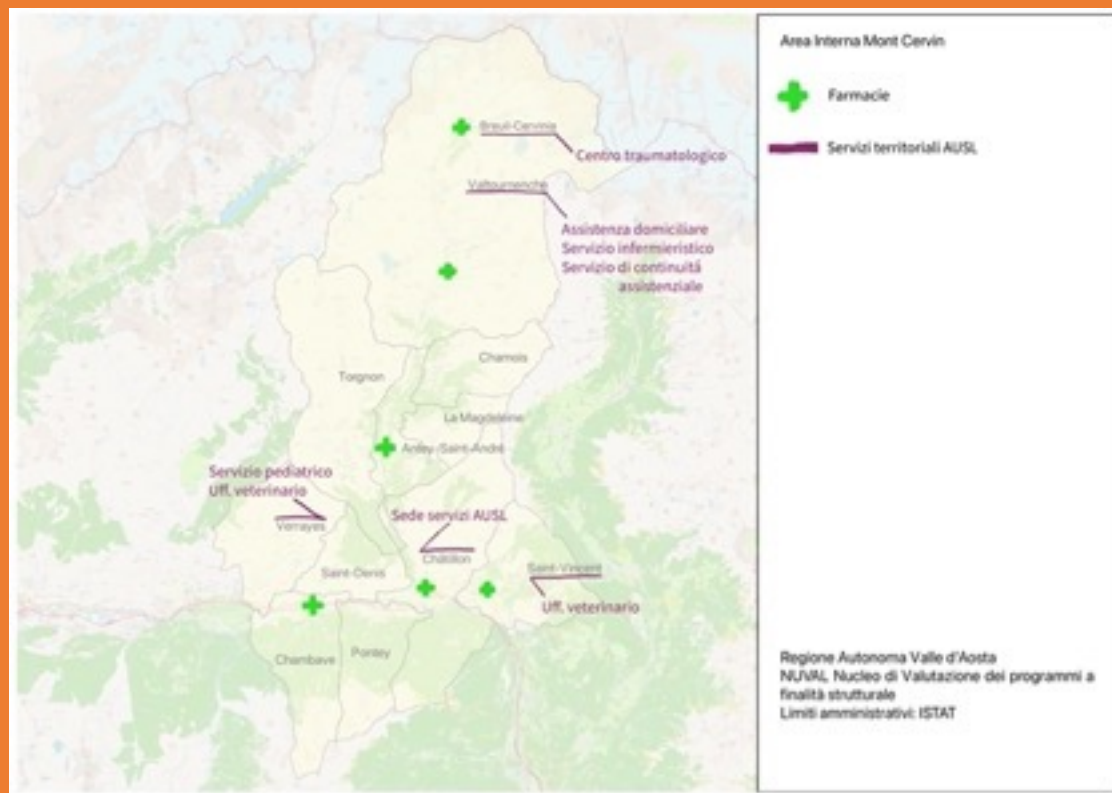 Area Interna Mont Cervin
Farmacie
Servizi territoriali AUSL
Breuil-Cervinia
Centro traumatologico
Valtournenche
Assistenza domiciliare
Servizio infermieristico
Servizio di continuitá
assistenziale
Chamois
Torgnon
La Magdeleine
Antey-Saint-André
Servizio pediatrico
Uff. veterinario
Verrayes
Sede servizi AUSL
Châtillon
Saint-Denis
Saint-Vincent
Uff. veterinario
Chambave
Pontey
Regione Autonoma Valle d'Aosta
NUVAL Nucleo di Valutazione dei programmi a
finalità strutturale
Limiti amministrativi: ISTAT